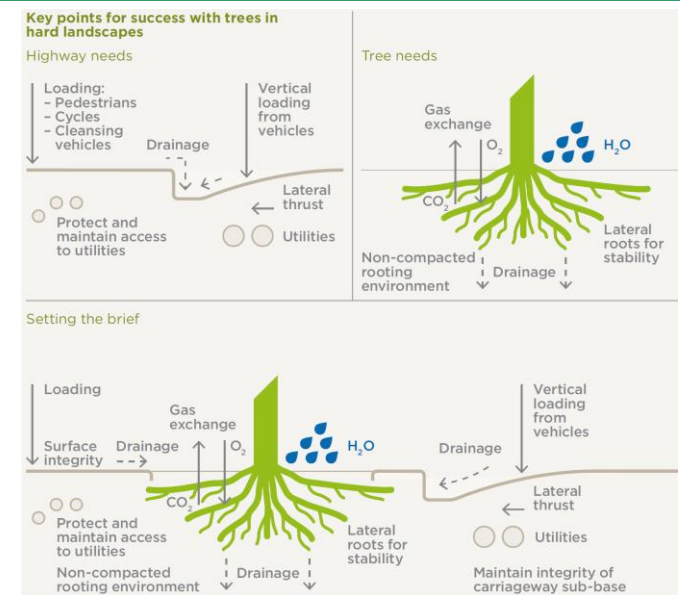 Key points for success with trees in
hard landscapes
Highway needs
Loading:
– Pedestrians
– Cycles
– Cleansing
vehicles
Drainage
Vertical
loading
from
vehicles
Lateral
thrust
Protect and
maintain access
to utilities
Utilities
Tree needs
Gas
exchange
O₂
H₂O
CO₂
Lateral
roots for
stability
Non-compacted
rooting
environment
Drainage
Setting the brief
Loading
Surface
integrity
Drainage
Gas
exchange
O₂
H₂O
CO₂
Protect and
maintain access
to utilities
Non-compacted
rooting environment
Drainage
Lateral
roots for
stability
Drainage
Vertical
loading
from
vehicles
Lateral
thrust
Utilities
Maintain integrity of
carriageway sub-base